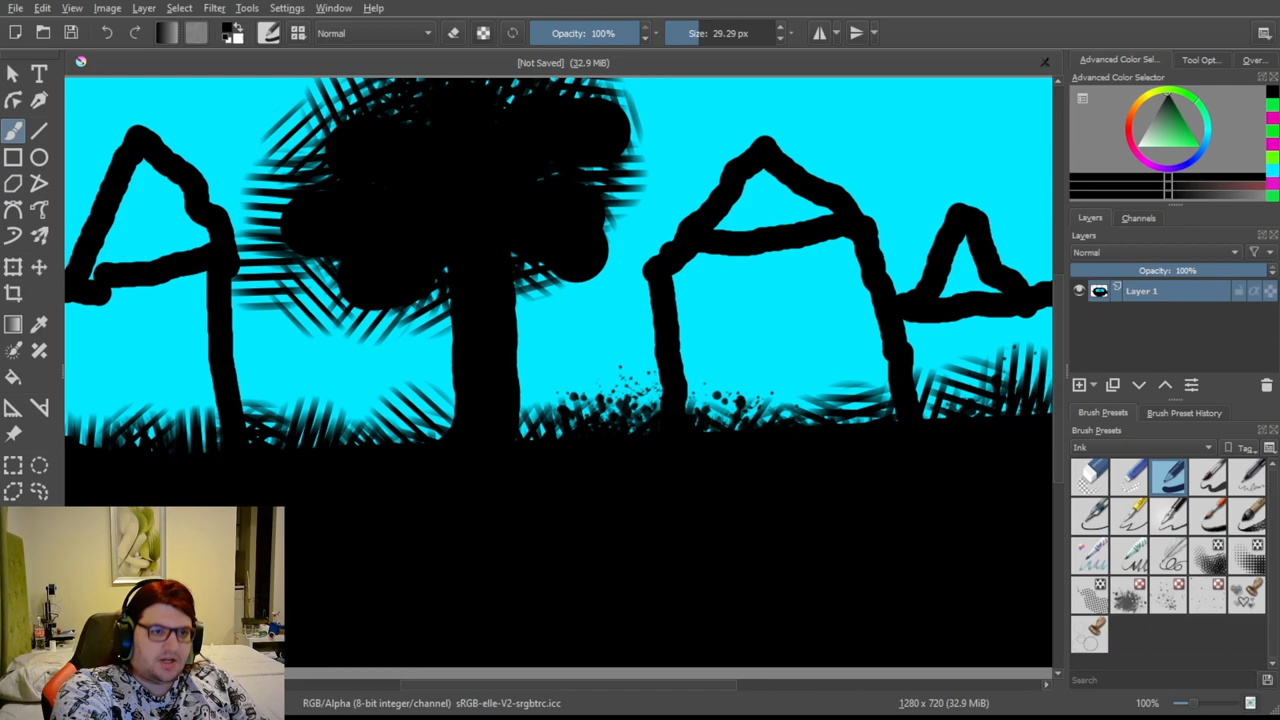 File Edit View Image Layer Select Filter Tools Settings Window Help
Normal Opacity: 100% Size: 29.29 px
[Not Saved] (32.9 MiB)
Advanced Color Sel... Tool Opt... Over...
Advanced Color Selector
Layers Channels
Layers
Normal
Opacity: 100%
Layer 1
Brush Presets Brush Preset History
Brush Presets
Ink Tag
Search
RGB/Alpha (8-bit integer/channel) sRGB-elle-V2-srgbtrc.icc 1280 x 720 (32.9 MiB) 100%